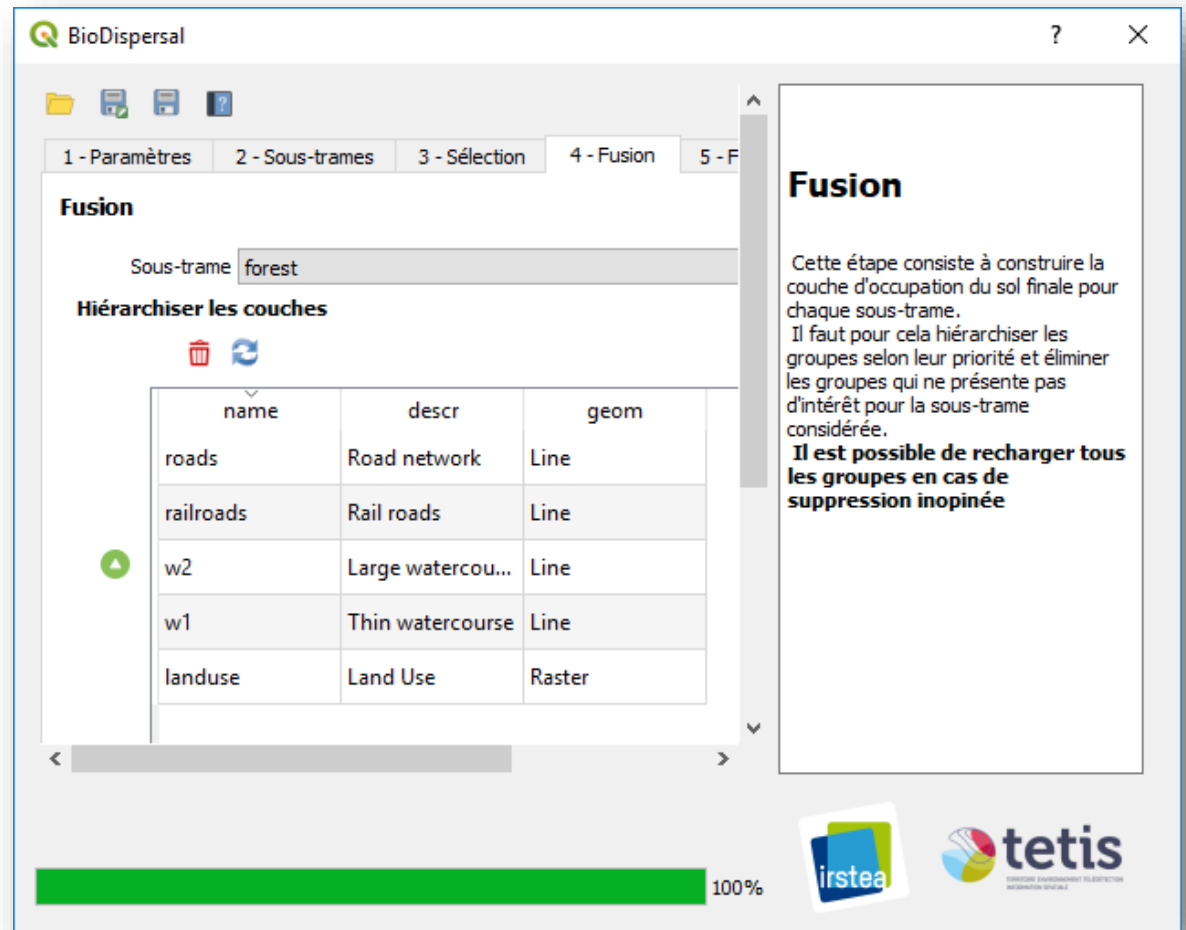 BioDispersal
?
1 - Paramètres 2 - Sous-trames 3 - Sélection 4 - Fusion 5 - F
Fusion
Sous-trame forest
Hiérarchiser les couches
name descr geom
roads Road network Line
railroads Rail roads Line
w2 Large watercou... Line
w1 Thin watercourse Line
landuse Land Use Raster
Fusion
Cette étape consiste à construire la
couche d'occupation du sol finale pour
chaque sous-trame.
Il faut pour cela hiérarchiser les
groupes selon leur priorité et éliminer
les groupes qui ne présente pas
d'intérêt pour la sous-trame
considérée.
Il est possible de recharger tous
les groupes en cas de
suppression inopinée
100%
irstea
tetis
TERRITOIRE ENVIRONNEMENT TÉLÉDÉTECTION
INFORMATION SPATIALE